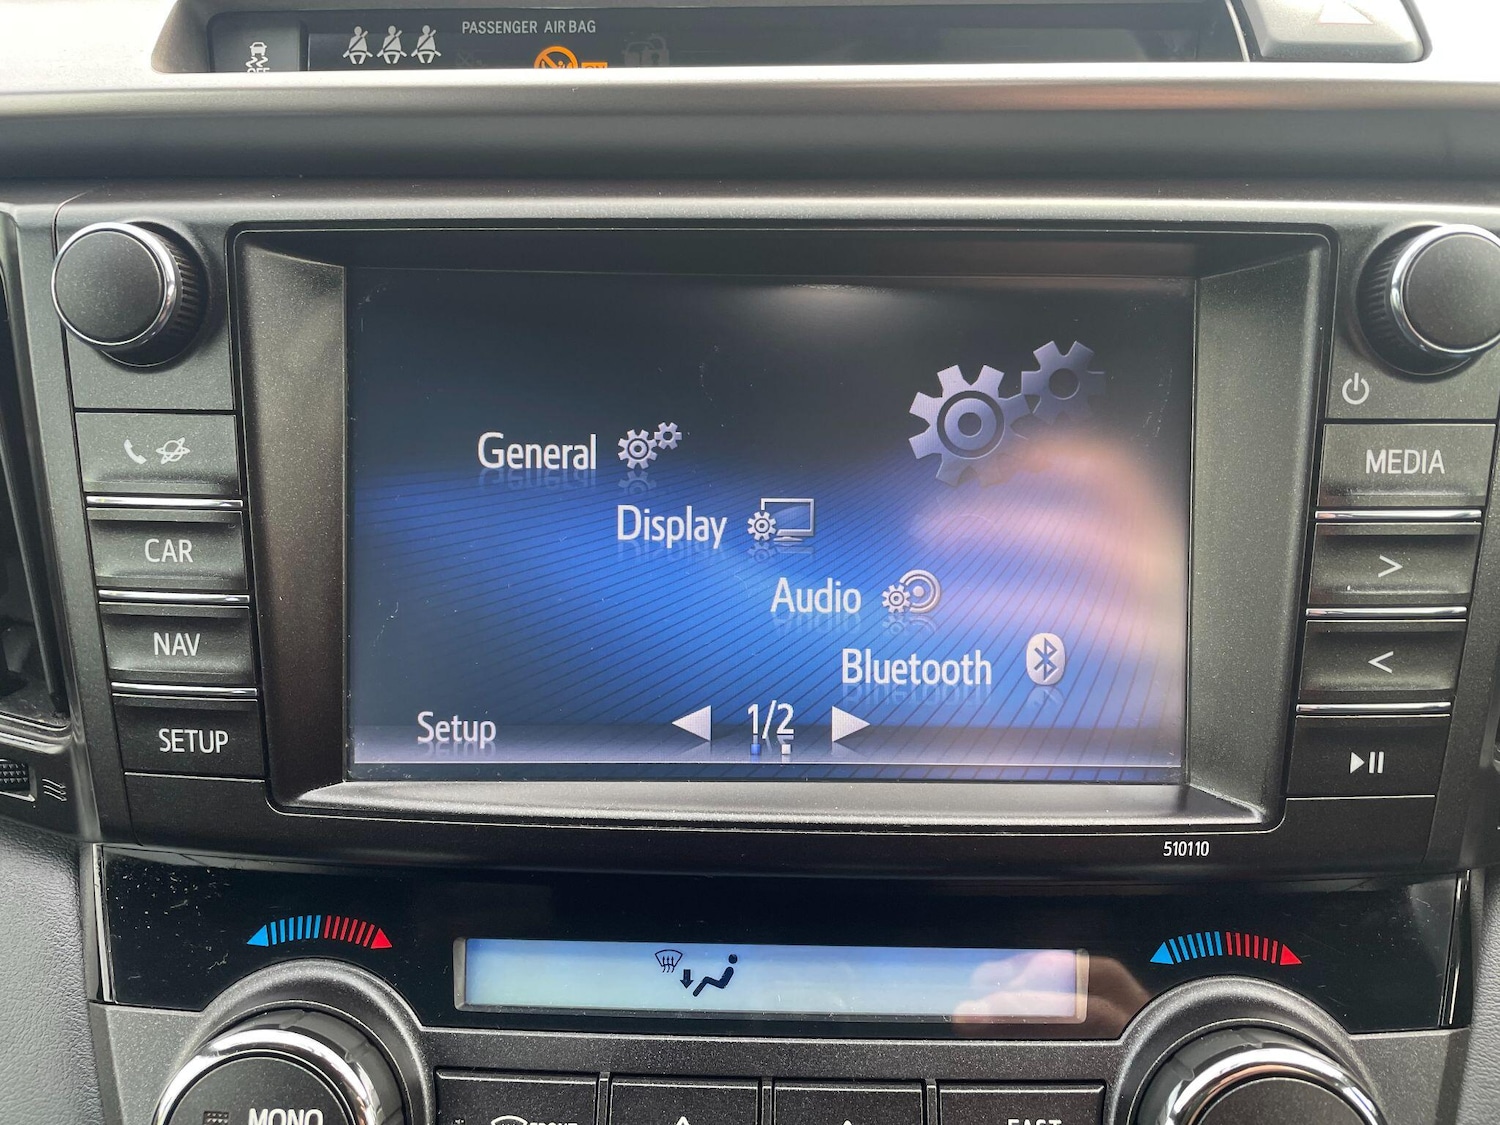 PASSENGER AIR BAG
General
Display
Audio
Bluetooth
Setup
1/2
CAR
NAV
SETUP
MEDIA
>
<
510110
MONO